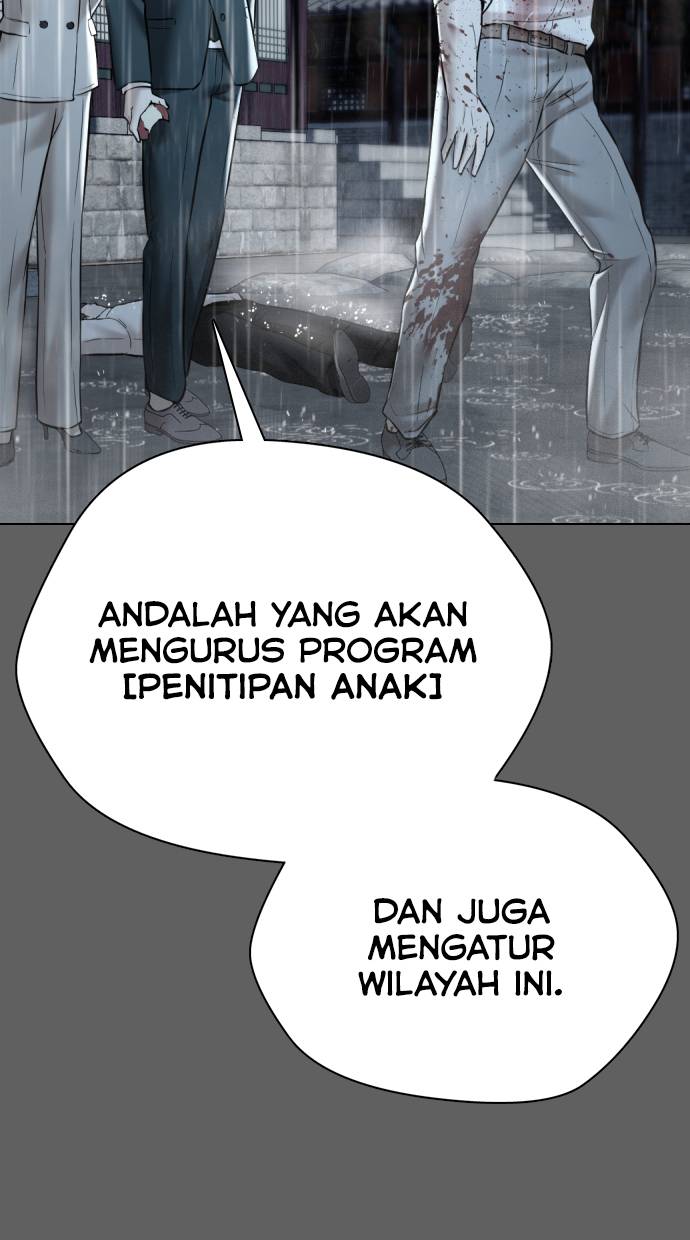 ANDALAH YANG AKAN
MENGURUS PROGRAM
[PENITIPAN ANAK]
DAN JUGA
MENGATUR
WILAYAH INI.